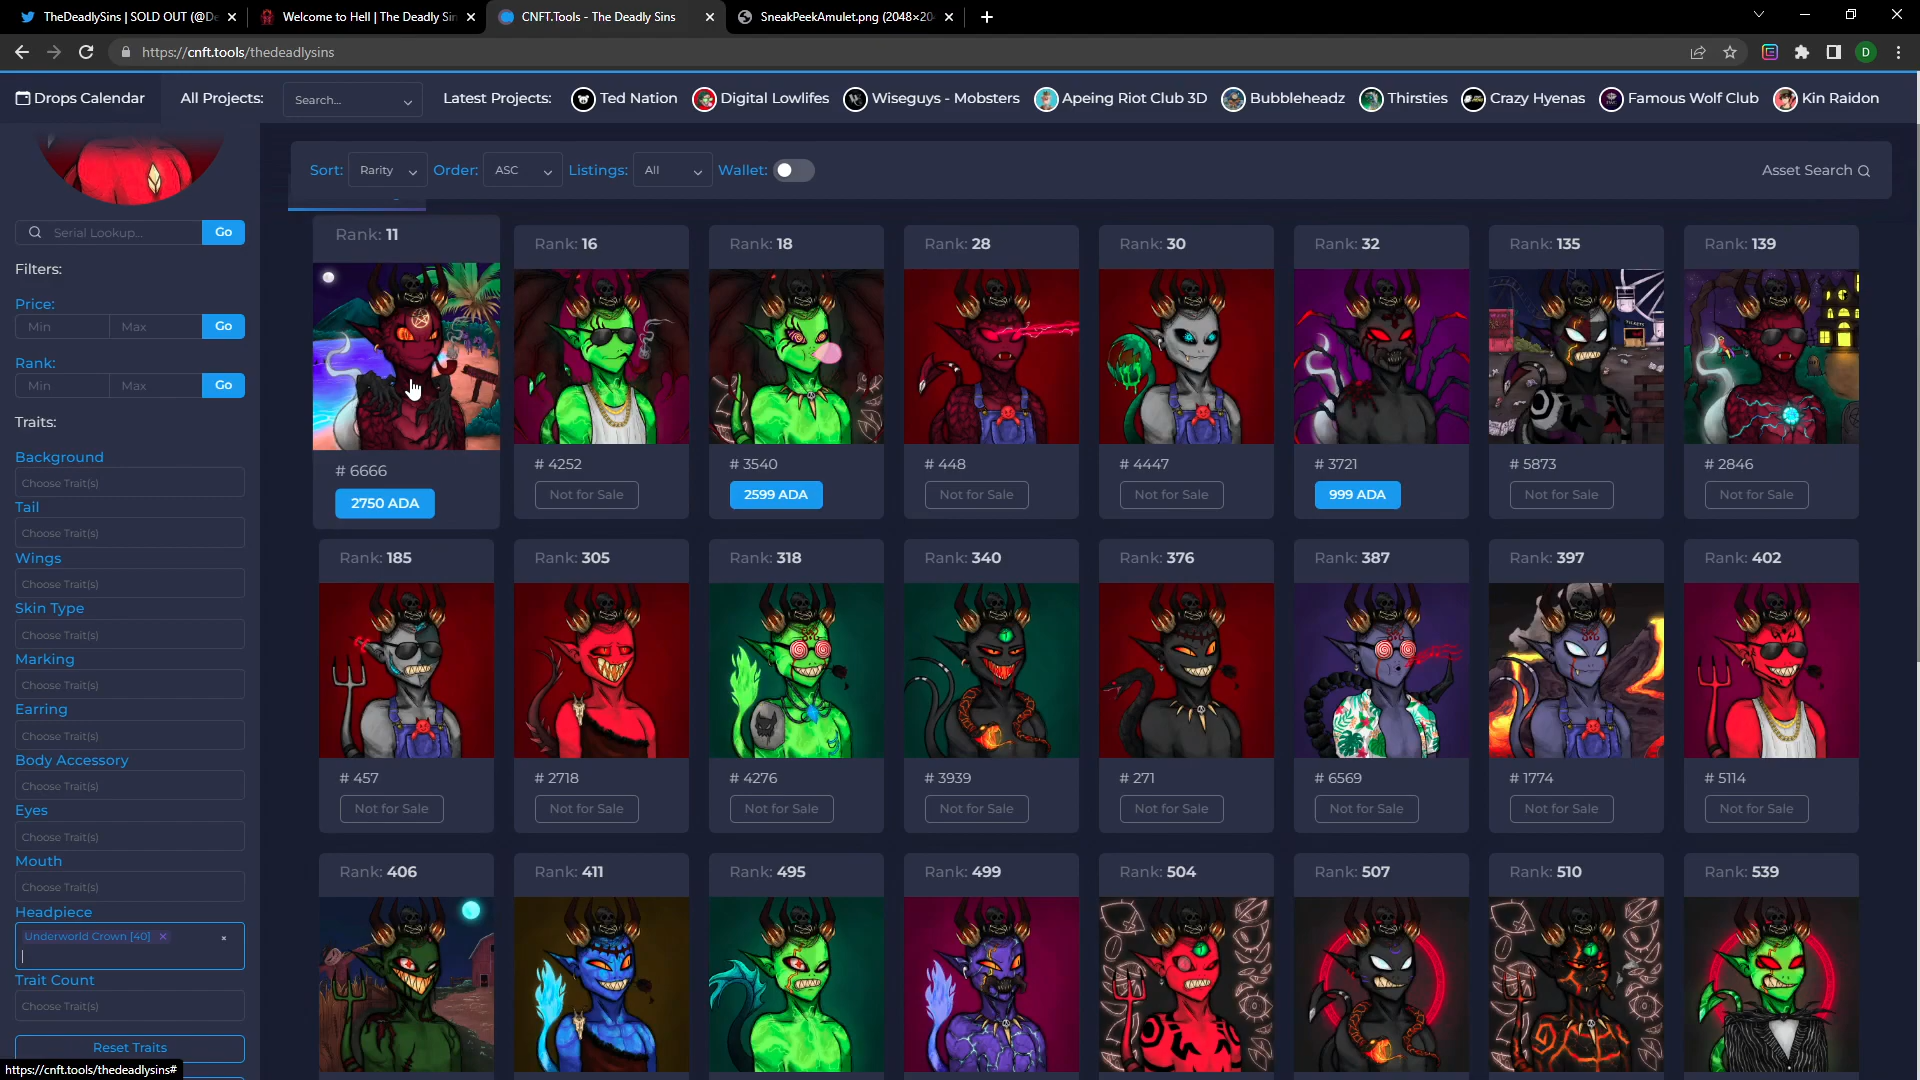 TheDeadlySins | SOLD OUT (@De
Welcome to Hell | The Deadly Sin
CNFT.Tools - The Deadly Sins
SneakPeekAmulet.png (2048×20
https://cnft.tools/thedeadlysins
D
Drops Calendar
All Projects:
Search...
Latest Projects:
Ted Nation
Digital Lowlifes
Wiseguys - Mobsters
Apeing Riot Club 3D
Bubbleheadz
Thirsties
Crazy Hyenas
Famous Wolf Club
Kin Raidon
Serial Lookup...
Go
Filters:
Price:
Min
Max
Go
Rank:
Min
Max
Go
Traits:
Background
Choose Trait(s)
Tail
Choose Trait(s)
Wings
Choose Trait(s)
Skin Type
Choose Trait(s)
Marking
Choose Trait(s)
Earring
Choose Trait(s)
Body Accessory
Choose Trait(s)
Eyes
Choose Trait(s)
Mouth
Choose Trait(s)
Headpiece
Underworld Crown [40] ×
Trait Count
Choose Trait(s)
Reset Traits
https://cnft.tools/thedeadlysins#
Sort:
Rarity
Order:
ASC
Listings:
All
Wallet:
Asset Search
Rank: 11
# 6666
2750 ADA
Rank: 16
# 4252
Not for Sale
Rank: 18
# 3540
2599 ADA
Rank: 28
# 448
Not for Sale
Rank: 30
# 4447
Not for Sale
Rank: 32
# 3721
999 ADA
Rank: 135
TICKETS
# 5873
Not for Sale
Rank: 139
# 2846
Not for Sale
Rank: 185
# 457
Not for Sale
Rank: 305
# 2718
Not for Sale
Rank: 318
# 4276
Not for Sale
Rank: 340
# 3939
Not for Sale
Rank: 376
# 271
Not for Sale
Rank: 387
# 6569
Not for Sale
Rank: 397
# 1774
Not for Sale
Rank: 402
# 5114
Not for Sale
Rank: 406
Rank: 411
Rank: 495
Rank: 499
Rank: 504
Rank: 507
Rank: 510
Rank: 539